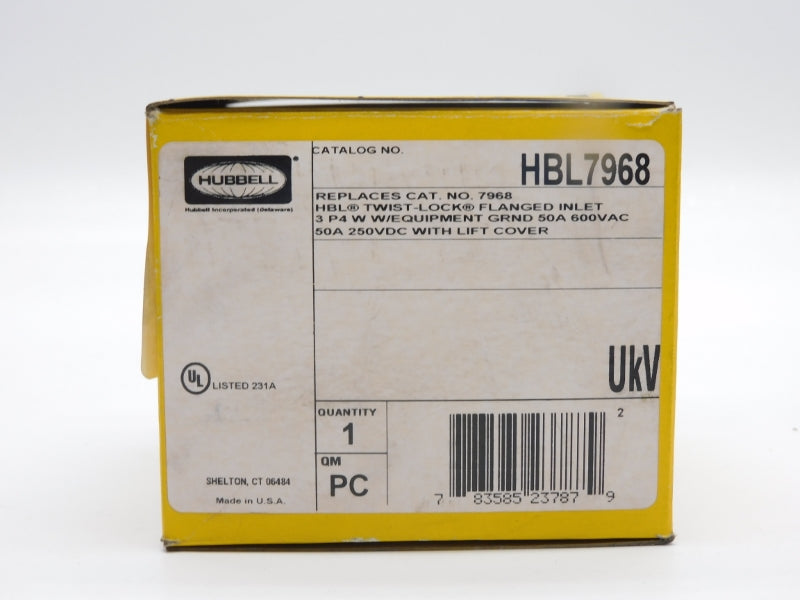 CATALOG NO.
HBL7968
HUBBELL
®
Hubbell Incorporated (Delaware)
REPLACES CAT. NO. 7968
HBL® TWIST-LOCK® FLANGED INLET
3 P4 W W/EQUIPMENT GRND 50A 600VAC
50A 250VDC WITH LIFT COVER
UkV
UL LISTED 231A
QUANTITY
1
QM
PC
2
7 83585 23787 9
SHELTON, CT 06484
Made in U.S.A.